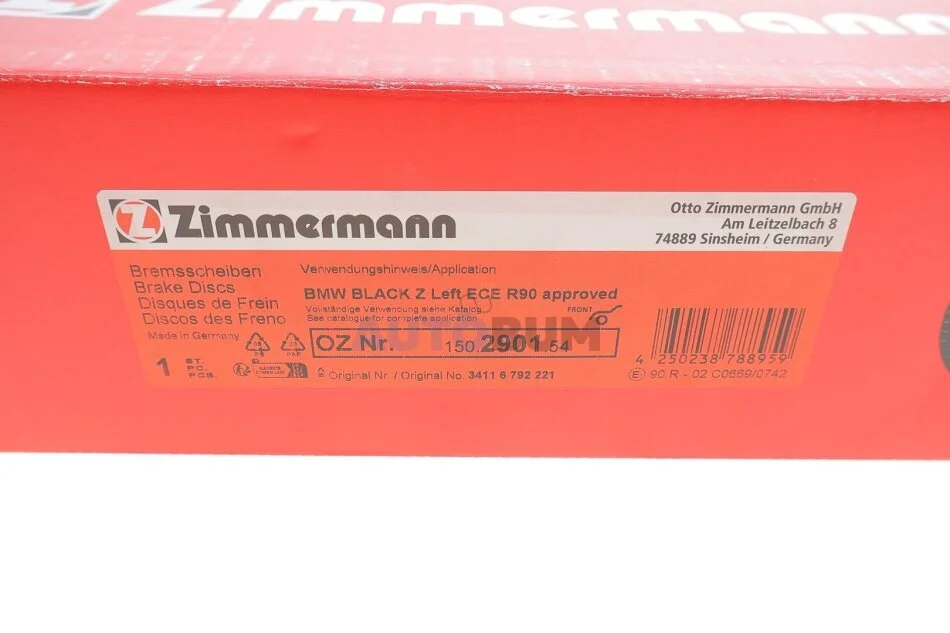 Zimmermann
Z Zimmermann
Otto Zimmermann GmbH
Am Leitzelbach 8
74889 Sinsheim / Germany
Bremsscheiben
Brake Discs
Disques de Frein
Discos des Freno
Made in Germany
1 ST.
PC.
PCS.
Verwendungshinweis/Application
BMW BLACK Z Left ECE R90 approved
Vollständige Verwendung siehe Katalog
See catalogue for complete application
FRONT
AUTOBUM
OZ Nr. 150.2901.54
Original Nr. / Original No. 3411 6 792 221
4 250238 788959
E 90 R - 02 C0669/0742